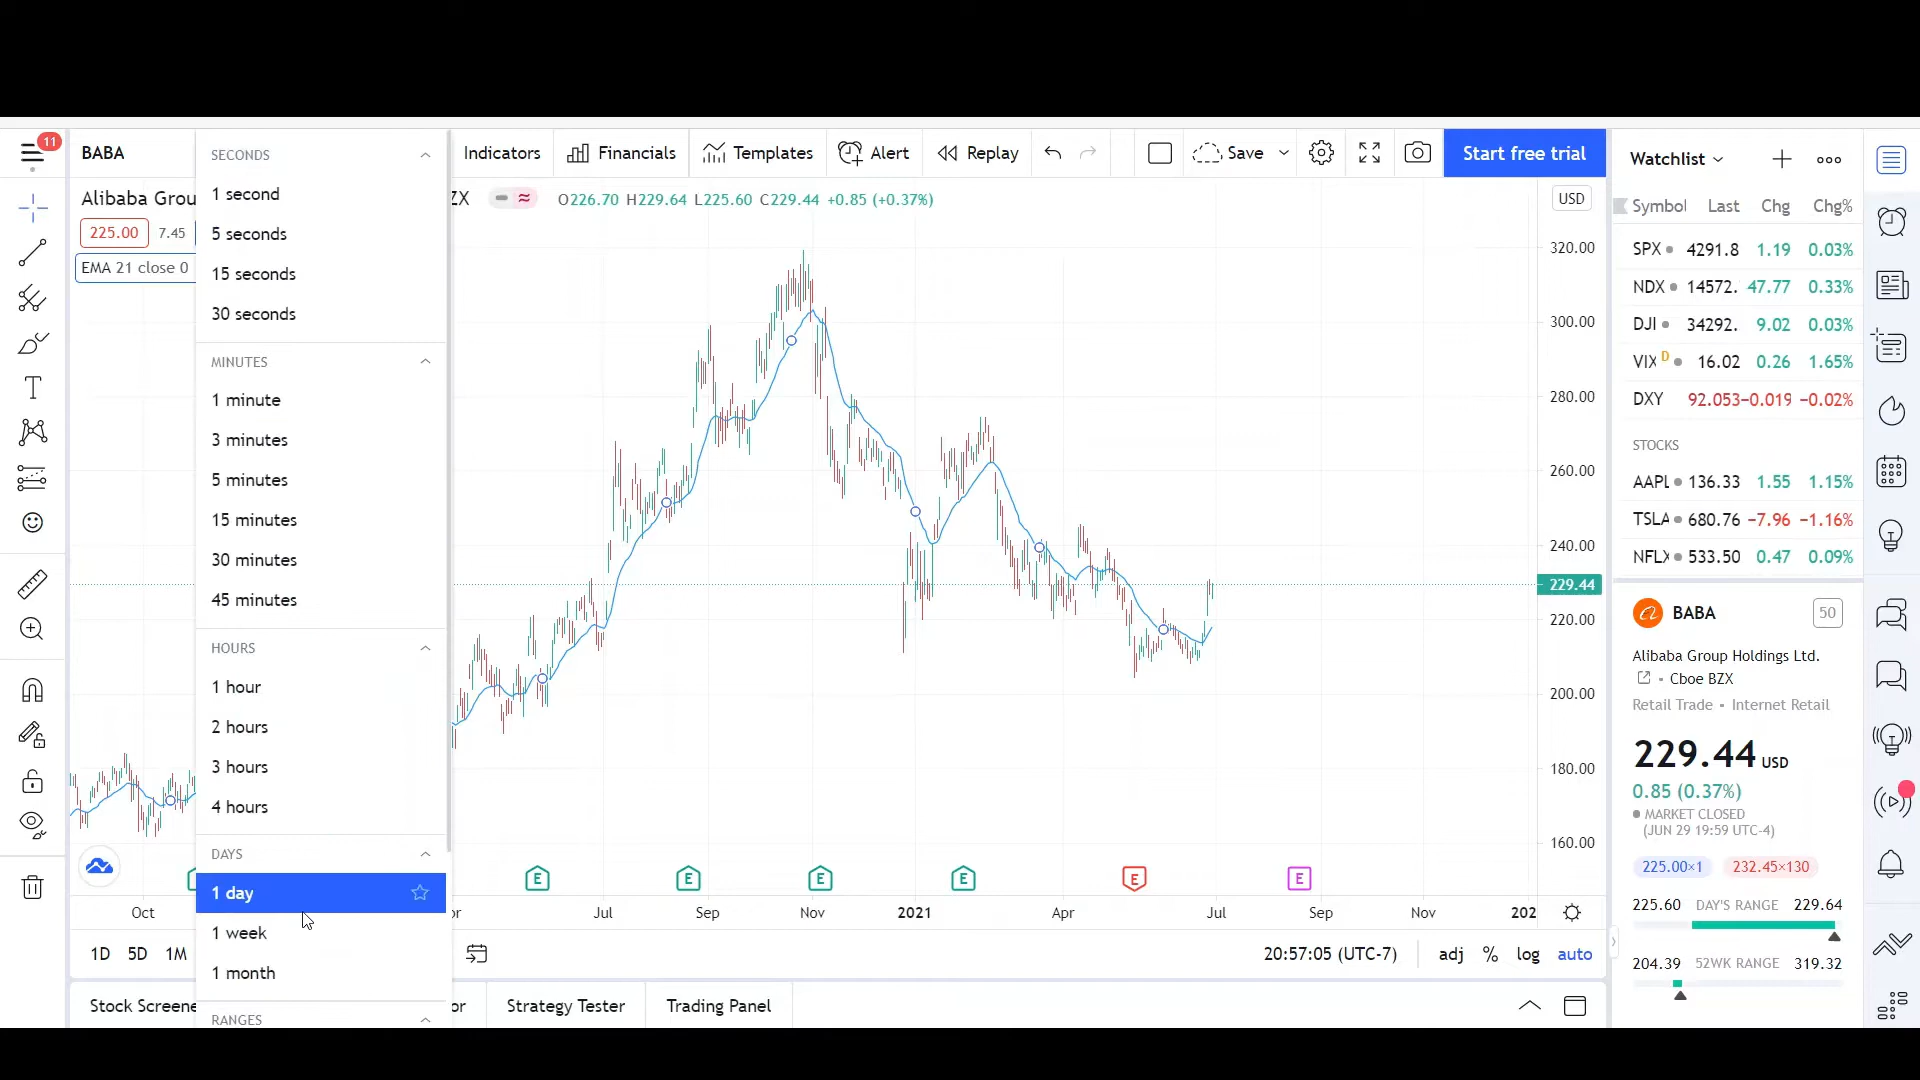 11
BABA
Indicators
Financials
Templates
Alert
Replay
Save
Start free trial
Alibaba Grou
ZX
O226.70 H229.64 L225.60 C229.44 +0.85 (+0.37%)
USD
225.00 7.45
EMA 21 close 0
SECONDS
1 second
5 seconds
15 seconds
30 seconds
MINUTES
1 minute
3 minutes
5 minutes
15 minutes
30 minutes
45 minutes
HOURS
1 hour
2 hours
3 hours
4 hours
DAYS
1 day
1 week
1 month
RANGES
320.00
300.00
280.00
260.00
240.00
229.44
220.00
200.00
180.00
160.00
E E E E E E
Oct
Jul Sep Nov 2021 Apr Jul Sep Nov 202
1D 5D 1M
20:57:05 (UTC-7) adj % log auto
Stock Screene
or
Strategy Tester
Trading Panel
Watchlist
Symbol Last Chg Chg%
SPX 4291.8 1.19 0.03%
NDX 14572. 47.77 0.33%
DJI 34292. 9.02 0.03%
VIX D 16.02 0.26 1.65%
DXY 92.053 −0.019 −0.02%
STOCKS
AAPL 136.33 1.55 1.15%
TSLA 680.76 −7.96 −1.16%
NFLX 533.50 0.47 0.09%
BABA 50
Alibaba Group Holdings Ltd.
Cboe BZX
Retail Trade • Internet Retail
229.44 USD
0.85 (0.37%)
MARKET CLOSED
(JUN 29 19:59 UTC-4)
225.00×1 232.45×130
225.60 DAY'S RANGE 229.64
204.39 52WK RANGE 319.32